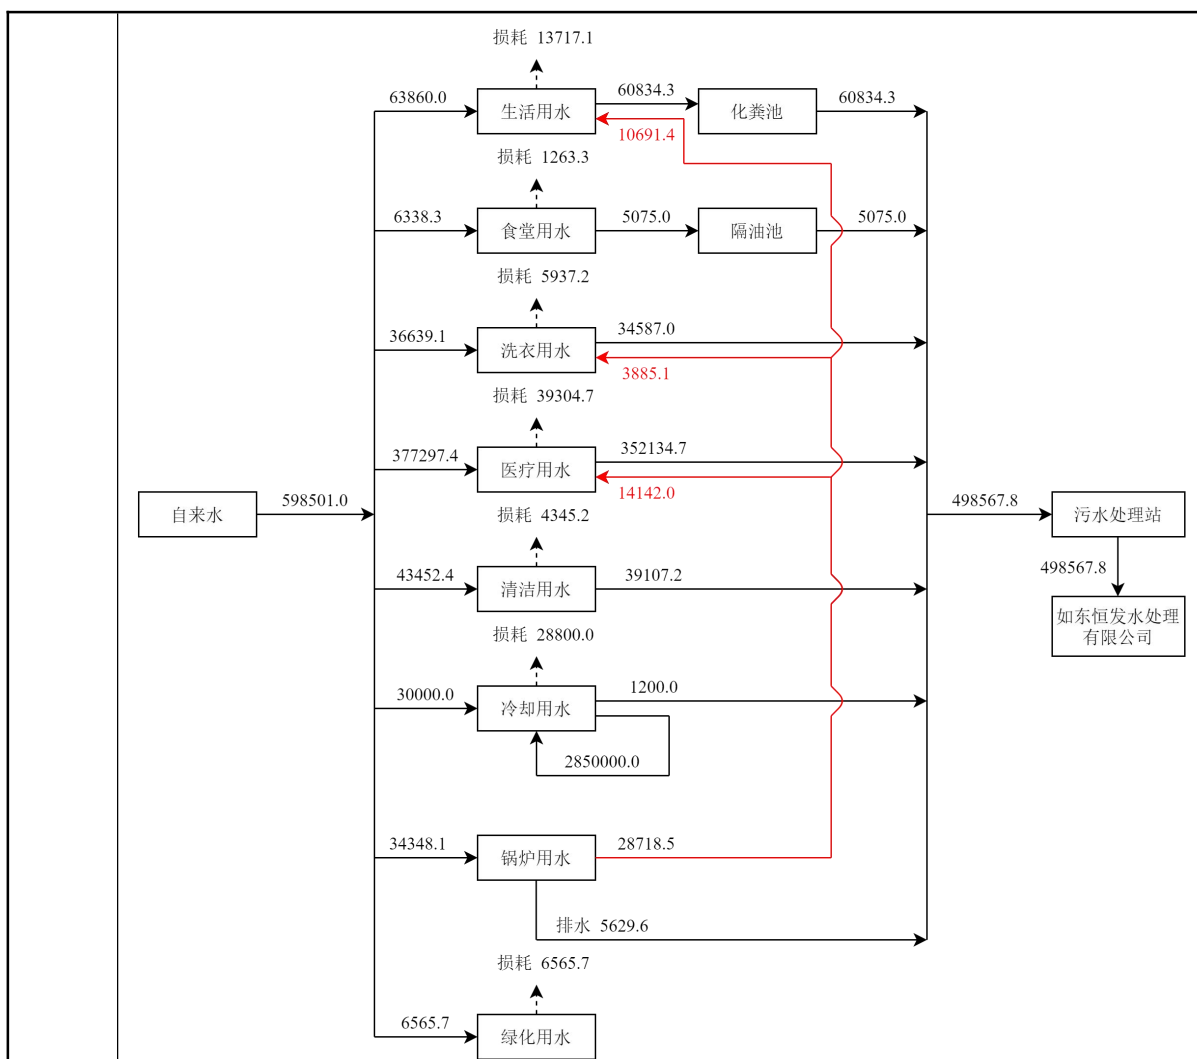 损耗 13717.1
63860.0
生活用水
60834.3
化粪池
60834.3
10691.4
损耗 1263.3
6338.3
食堂用水
5075.0
隔油池
5075.0
损耗 5937.2
36639.1
洗衣用水
34587.0
3885.1
损耗 39304.7
377297.4
医疗用水
352134.7
14142.0
自来水
598501.0
498567.8
污水处理站
损耗 4345.2
43452.4
清洁用水
39107.2
498567.8
如东恒发水处理
有限公司
损耗 28800.0
30000.0
冷却用水
1200.0
2850000.0
34348.1
锅炉用水
28718.5
排水 5629.6
损耗 6565.7
6565.7
绿化用水